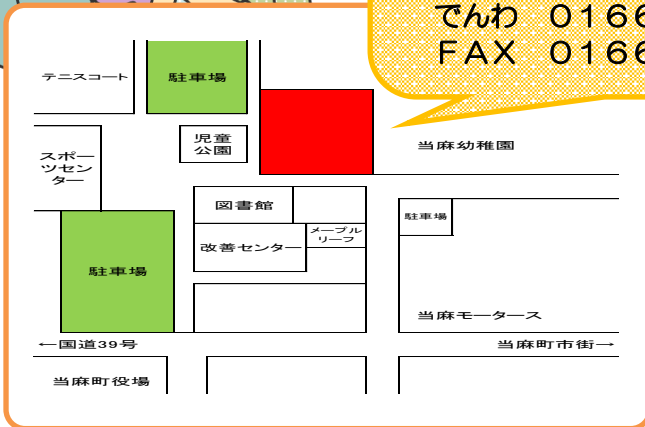 でんわ 0166
FAX 0166
テニスコート
駐車場
児童
公園
当麻幼稚園
スポー
ツセン
ター
図書館
駐車場
メープル
リーフ
改善センター
駐車場
当麻モータース
←国道39号
当麻町市街→
当麻町役場